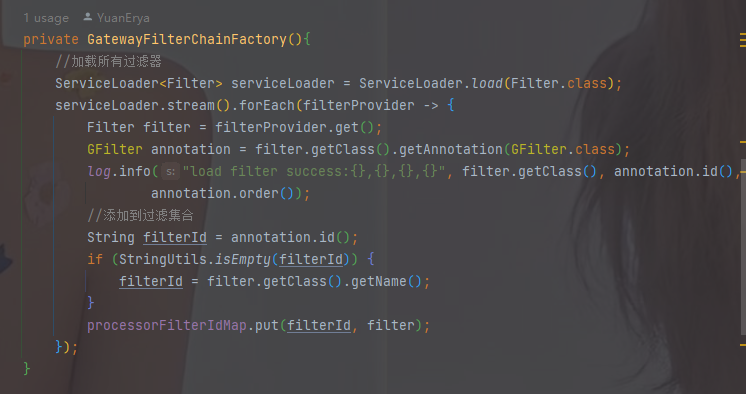 1 usage YuanErya
private GatewayFilterChainFactory(){
//加载所有过滤器
ServiceLoader<Filter> serviceLoader = ServiceLoader.load(Filter.class);
serviceLoader.stream().forEach(filterProvider -> {
Filter filter = filterProvider.get();
GFilter annotation = filter.getClass().getAnnotation(GFilter.class);
log.info( s: "load filter success:{},{},{},{}", filter.getClass(), annotation.id(),
annotation.order());
//添加到过滤集合
String filterId = annotation.id();
if (StringUtils.isEmpty(filterId)) {
filterId = filter.getClass().getName();
}
processorFilterIdMap.put(filterId, filter);
});
}